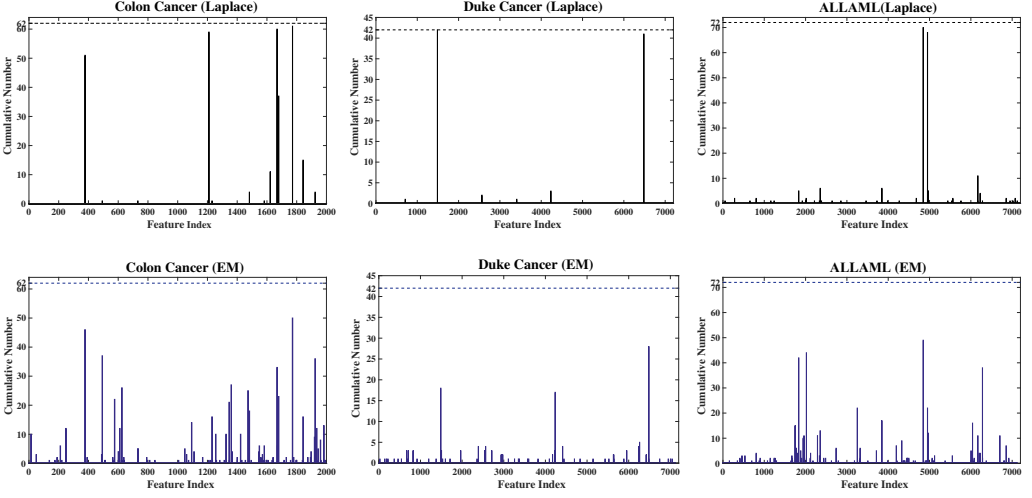 Colon Cancer (Laplace)
62
60
50
40
30
20
10
0
Cumulative Number
0 200 400 600 800 1000 1200 1400 1600 1800 2000
Feature Index
Duke Cancer (Laplace)
45
42
40
35
30
25
20
15
10
5
0
Cumulative Number
0 1000 2000 3000 4000 5000 6000 7000
Feature Index
ALLAML(Laplace)
72
70
60
50
40
30
20
10
0
Cumulative Number
0 1000 2000 3000 4000 5000 6000 7000
Feature Index
Colon Cancer (EM)
62
60
50
40
30
20
10
0
Cumulative Number
0 200 400 600 800 1000 1200 1400 1600 1800 2000
Feature Index
Duke Cancer (EM)
45
42
40
35
30
25
20
15
10
5
0
Cumulative Number
1000 2000 3000 4000 5000 6000 7000
Feature Index
ALLAML (EM)
72
70
60
50
40
30
20
10
0
Cumulative Number
0 1000 2000 3000 4000 5000 6000 7000
Feature Index